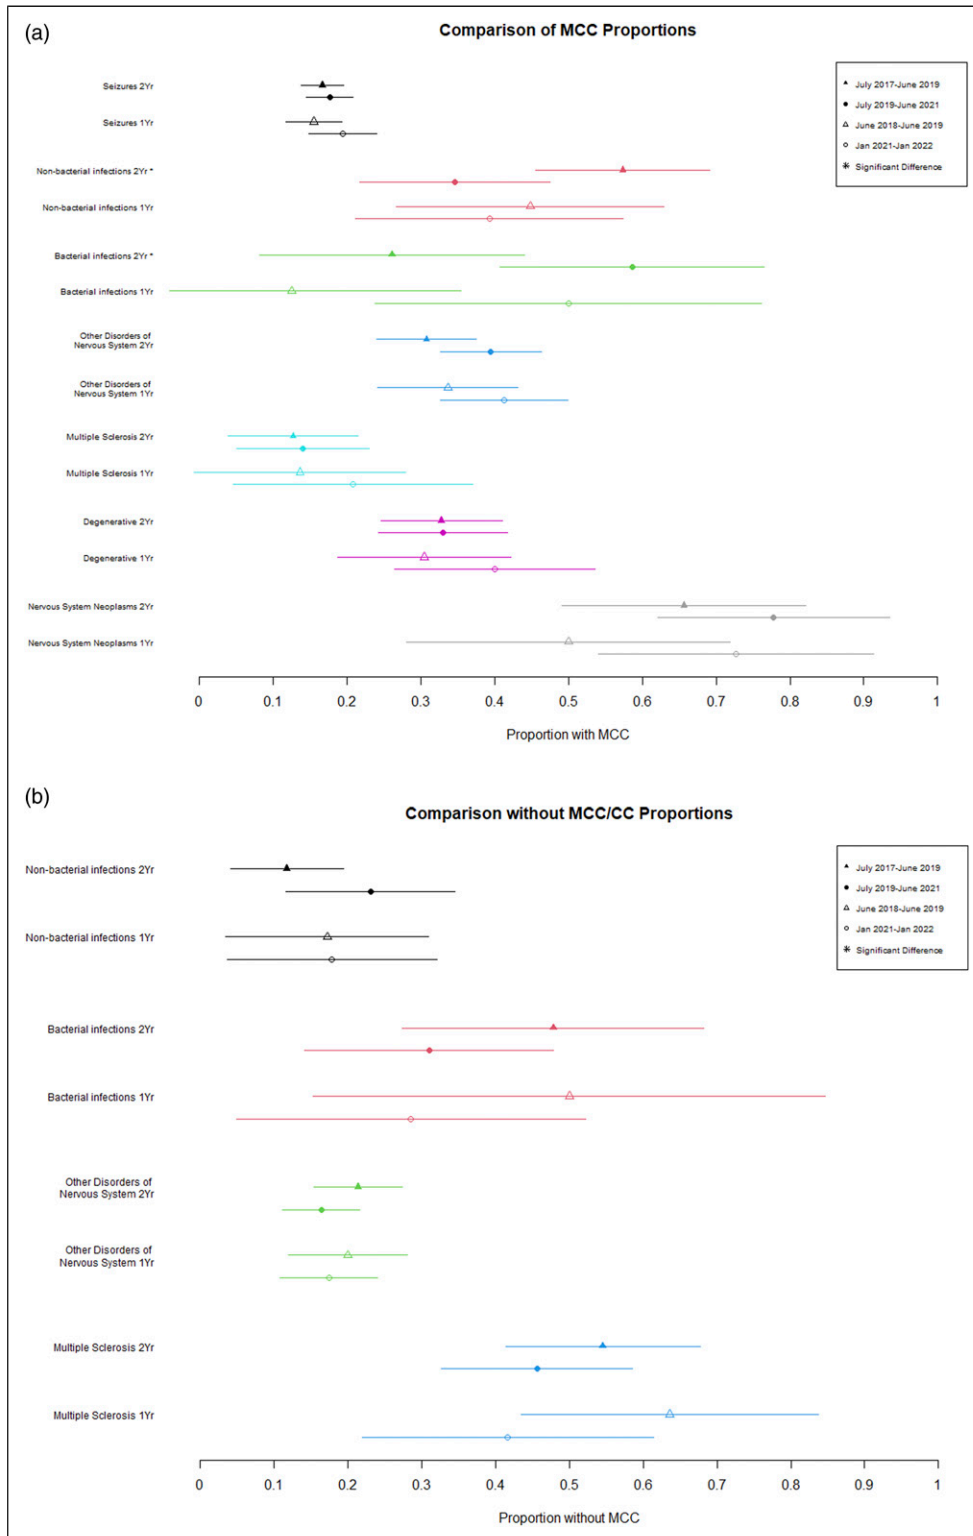 (a)
Comparison of MCC Proportions
July 2017-June 2019
July 2019-June 2021
June 2018-June 2019
Jan 2021-Jan 2022
Significant Difference
Seizures 2Yr
Seizures 1Yr
Non-bacterial infections 2Yr *
Non-bacterial infections 1Yr
Bacterial infections 2Yr *
Bacterial infections 1Yr
Other Disorders of
Nervous System 2Yr
Other Disorders of
Nervous System 1Yr
Multiple Sclerosis 2Yr
Multiple Sclerosis 1Yr
Degenerative 2Yr
Degenerative 1Yr
Nervous System Neoplasms 2Yr
Nervous System Neoplasms 1Yr
0 0.1 0.2 0.3 0.4 0.5 0.6 0.7 0.8 0.9 1
Proportion with MCC
(b)
Comparison without MCC/CC Proportions
July 2017-June 2019
July 2019-June 2021
June 2018-June 2019
Jan 2021-Jan 2022
Significant Difference
Non-bacterial infections 2Yr
Non-bacterial infections 1Yr
Bacterial infections 2Yr
Bacterial infections 1Yr
Other Disorders of
Nervous System 2Yr
Other Disorders of
Nervous System 1Yr
Multiple Sclerosis 2Yr
Multiple Sclerosis 1Yr
0 0.1 0.2 0.3 0.4 0.5 0.6 0.7 0.8 0.9 1
Proportion without MCC